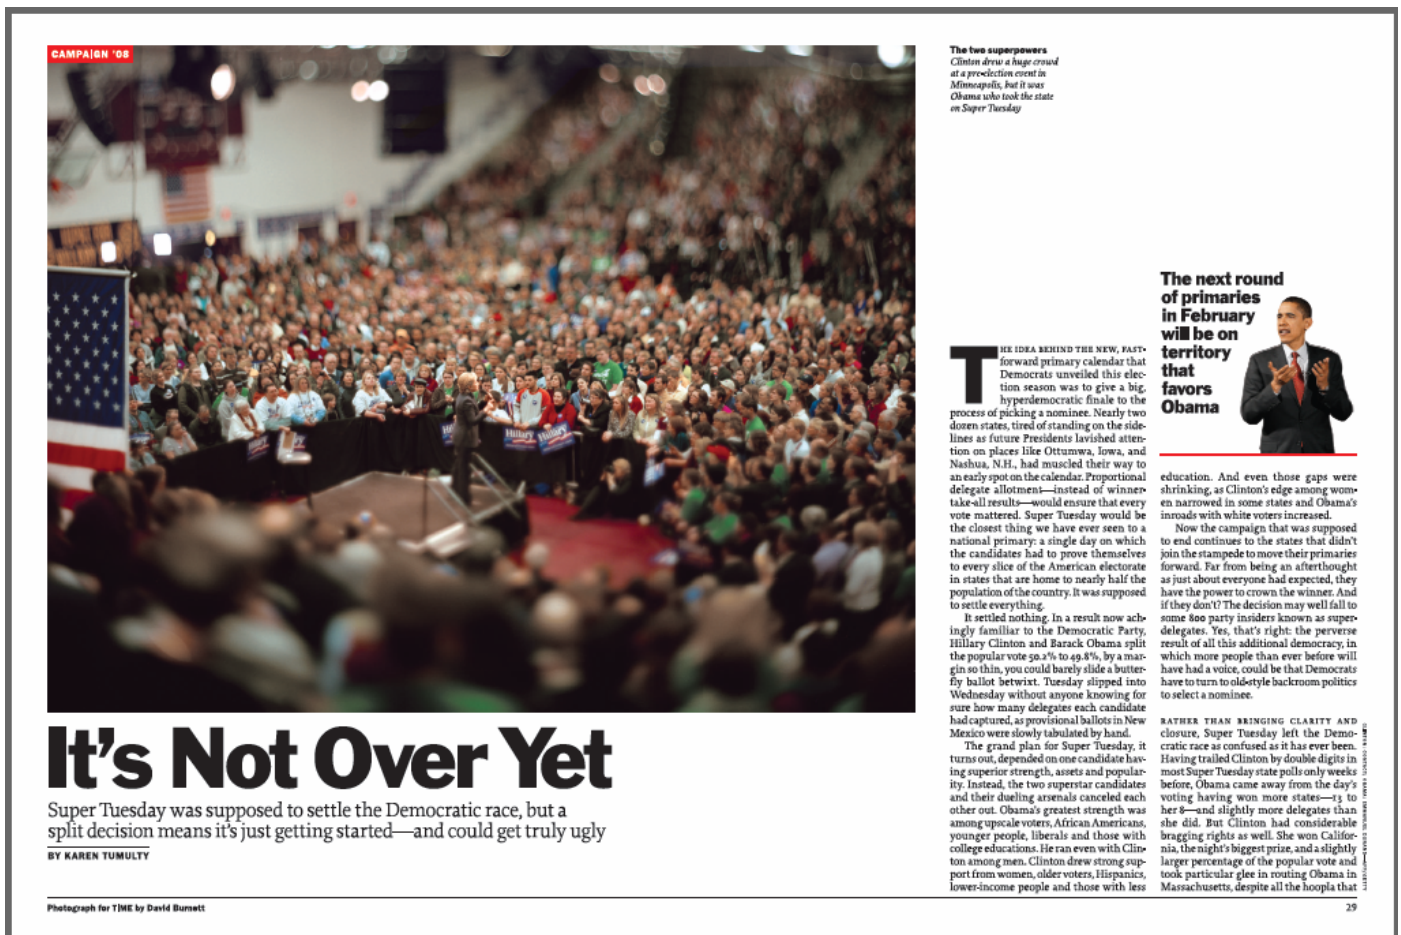 CAMPAIGN '08
The two superpowers
Clinton drew a huge crowd
at a pre-election event in
Minneapolis, but it was
Obama who took the state
on Super Tuesday
Hillary
Hillary
It's Not Over Yet
Super Tuesday was supposed to settle the Democratic race, but a
split decision means it's just getting started—and could get truly ugly
BY KAREN TUMULTY
THE IDEA BEHIND THE NEW, FAST-
forward primary calendar that
Democrats unveiled this elec-
tion season was to give a big,
hyperdemocratic finale to the
process of picking a nominee. Nearly two
dozen states, tired of standing on the side-
lines as future Presidents lavished atten-
tion on places like Ottumwa, Iowa, and
Nashua, N.H., had muscled their way to
an early spot on the calendar. Proportional
delegate allotment—instead of winner-
take-all results—would ensure that every
vote mattered. Super Tuesday would be
the closest thing we have ever seen to a
national primary: a single day on which
the candidates had to prove themselves
to every slice of the American electorate
in states that are home to nearly half the
population of the country. It was supposed
to settle everything.
It settled nothing. In a result now ach-
ingly familiar to the Democratic Party,
Hillary Clinton and Barack Obama split
the popular vote 50.2% to 49.8%, by a mar-
gin so thin, you could barely slide a butter-
fly ballot betwixt. Tuesday slipped into
Wednesday without anyone knowing for
sure how many delegates each candidate
had captured, as provisional ballots in New
Mexico were slowly tabulated by hand.
The grand plan for Super Tuesday, it
turns out, depended on one candidate hav-
ing superior strength, assets and popular-
ity. Instead, the two superstar candidates
and their dueling arsenals canceled each
other out. Obama's greatest strength was
among upscale voters, African Americans,
younger people, liberals and those with
college educations. He ran even with Clin-
ton among men. Clinton drew strong sup-
port from women, older voters, Hispanics,
lower-income people and those with less
The next round
of primaries
in February
will be on
territory
that
favors
Obama
education. And even those gaps were
shrinking, as Clinton's edge among wom-
en narrowed in some states and Obama's
inroads with white voters increased.
Now the campaign that was supposed
to end continues to the states that didn't
join the stampede to move their primaries
forward. Far from being an afterthought
as just about everyone had expected, they
have the power to crown the winner. And
if they don't? The decision may well fall to
some 800 party insiders known as super-
delegates. Yes, that's right: the perverse
result of all this additional democracy, in
which more people than ever before will
have had a voice, could be that Democrats
have to turn to old-style backroom politics
to select a nominee.
RATHER THAN BRINGING CLARITY AND
closure, Super Tuesday left the Demo-
cratic race as confused as it has ever been.
Having trailed Clinton by double digits in
most Super Tuesday state polls only weeks
before, Obama came away from the day's
voting having won more states—13 to
her 8—and slightly more delegates than
she did. But Clinton had considerable
bragging rights as well. She won Califor-
nia, the night's biggest prize, and a slightly
larger percentage of the popular vote and
took particular glee in routing Obama in
Massachusetts, despite all the hoopla that
Photograph for TIME by David Burnett
29